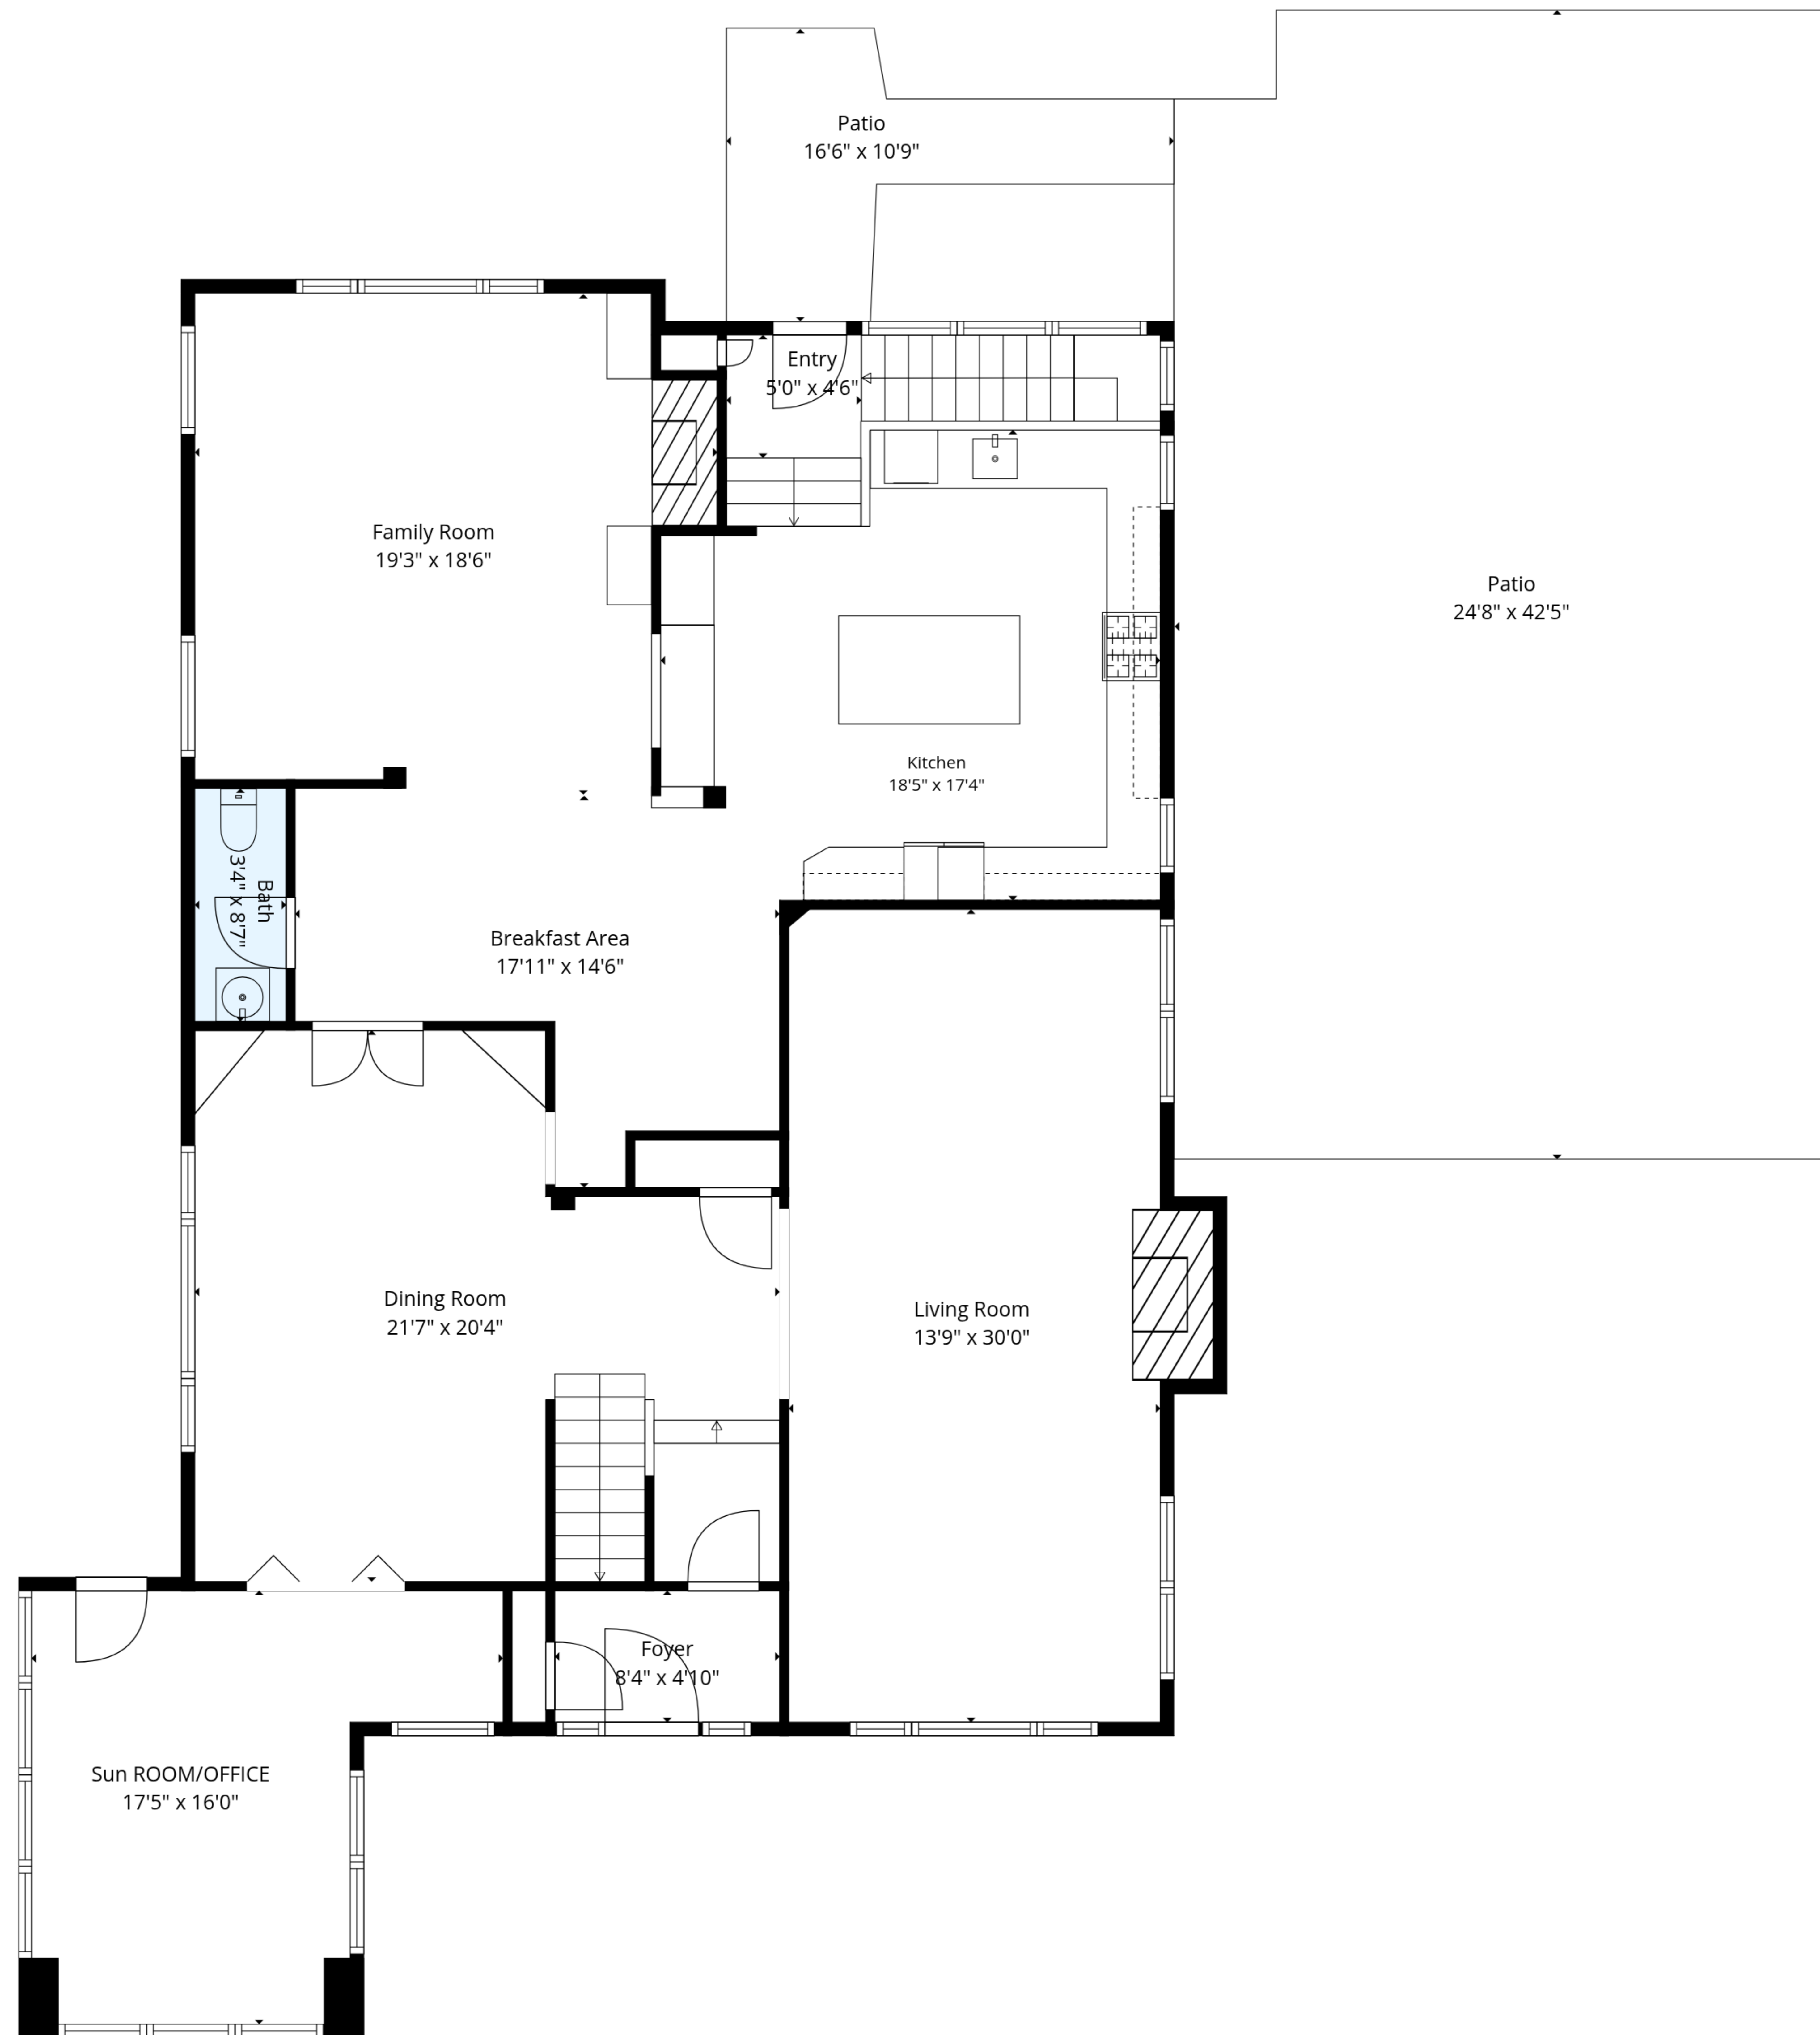 Patio
16'6" x 10'9"
Entry
5'0" x 4'6"
Family Room
19'3" x 18'6"
Patio
24'8" x 42'5"
Kitchen
18'5" x 17'4"
Bath
3'4" x 8'7"
Breakfast Area
17'11" x 14'6"
Dining Room
21'7" x 20'4"
Living Room
13'9" x 30'0"
Foyer
8'4" x 4'10"
Sun ROOM/OFFICE
17'5" x 16'0"